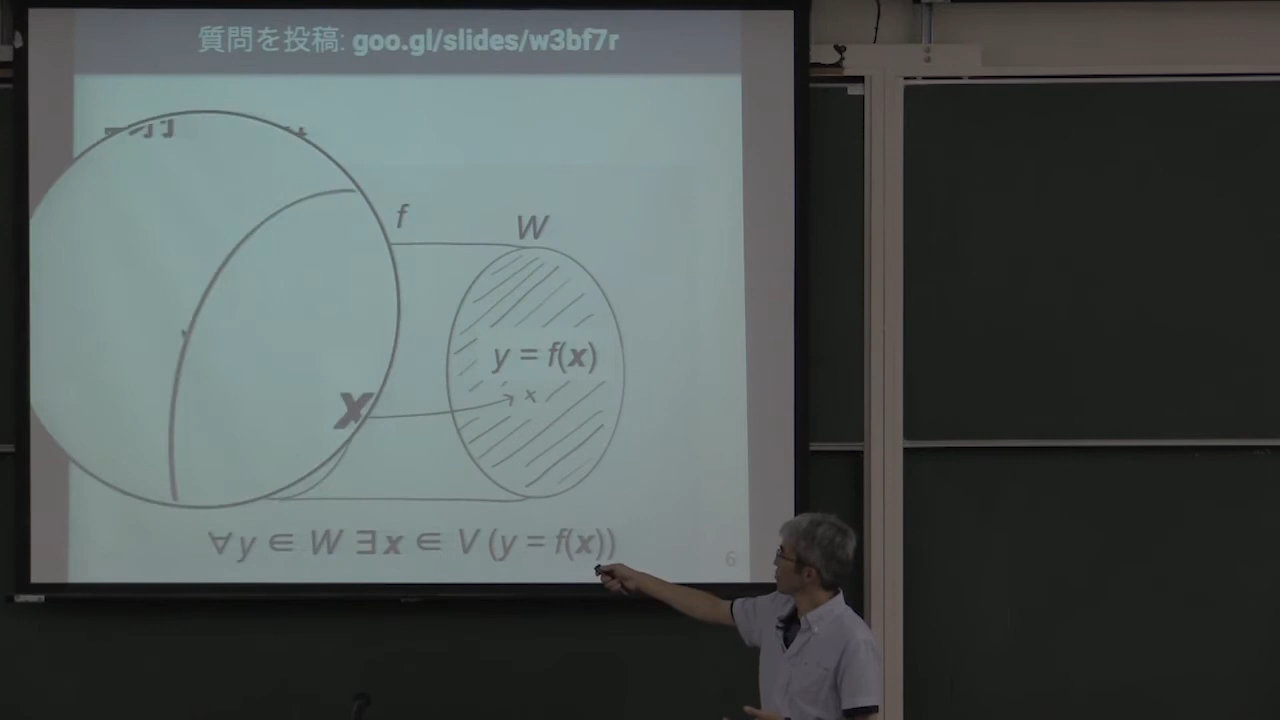 質問を投稿: goo.gl/slides/w3bf7r
f
W
y = f(x)
x
∀y ∈ W ∃x ∈ V (y = f(x))
6